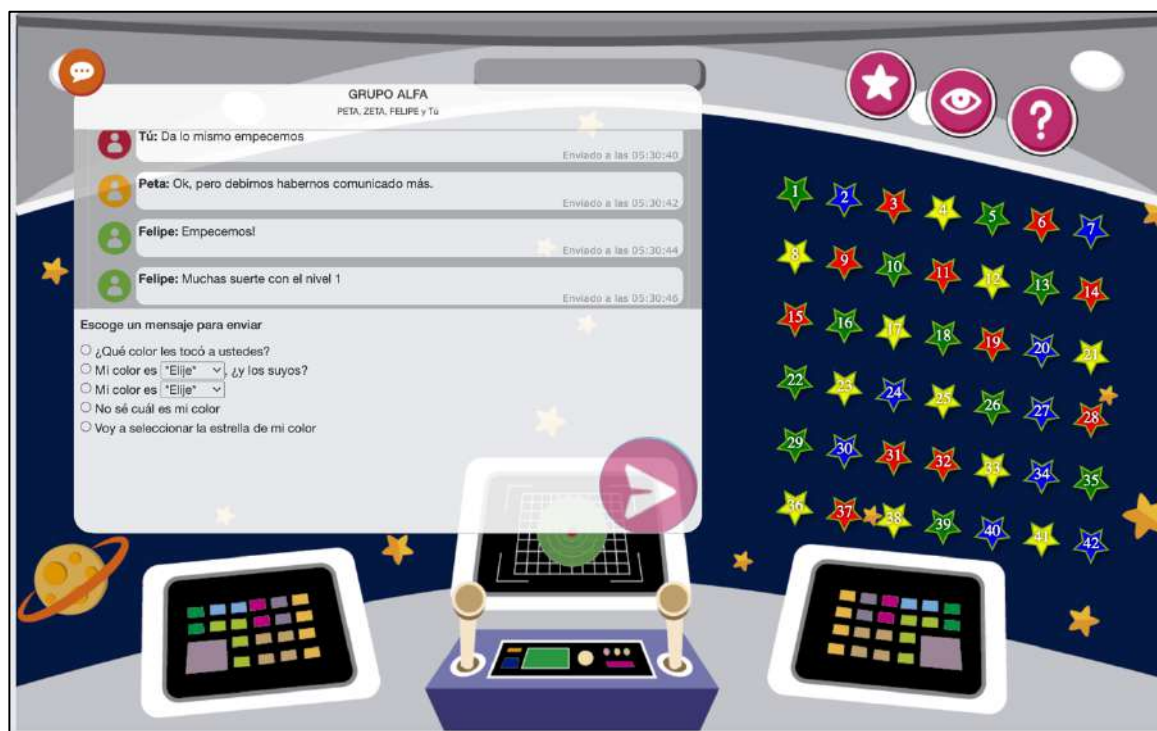 GRUPO ALFA
PETA, ZETA, FELIPE y Tú
Tú: Da lo mismo empecemos
Enviado a las 05:30:40
Peta: Ok, pero debimos habernos comunicado más.
Enviado a las 05:30:42
Felipe: Empecemos!
Enviado a las 05:30:44
Felipe: Muchas suerte con el nivel 1
Enviado a las 05:30:46
Escoge un mensaje para enviar
¿Qué color les tocó a ustedes?
Mi color es *Elije* , ¿y los suyos?
Mi color es *Elije*
No sé cuál es mi color
Voy a seleccionar la estrella de mi color
?
1 2 3 4 5 6 7
8 9 10 11 12 13 14
15 16 17 18 19 20 21
22 23 24 25 26 27 28
29 30 31 32 33 34 35
36 37 38 39 40 41 42